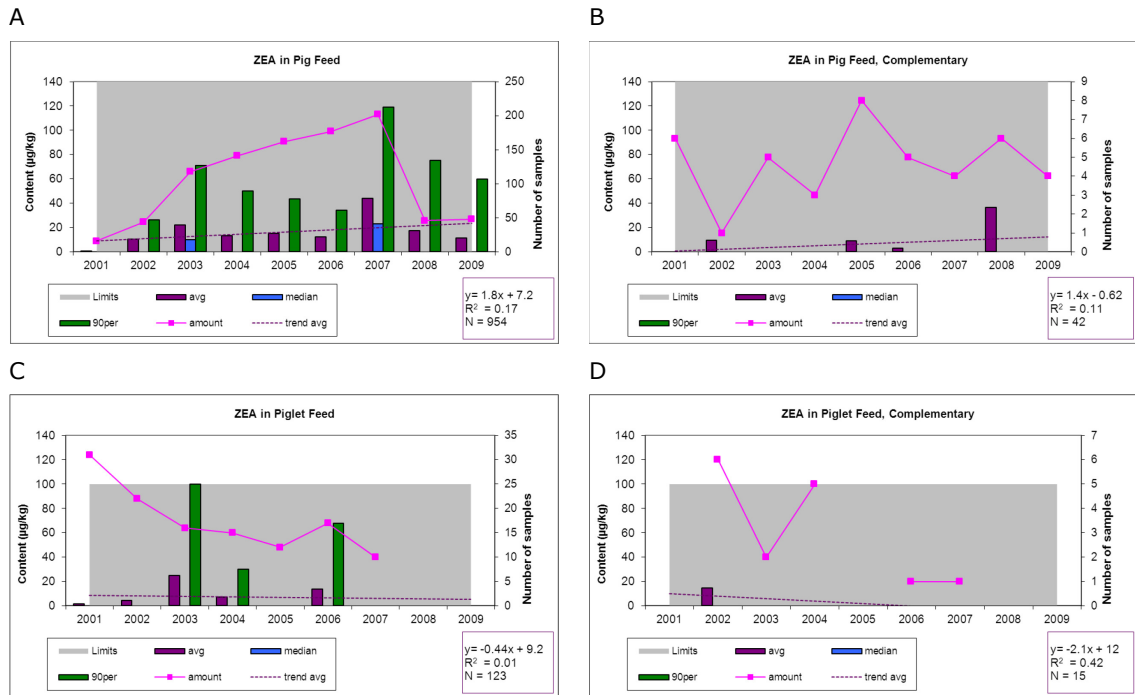 A
ZEA in Pig Feed
Content (µg/kg)
140
120
100
80
60
40
20
0
250
200
150
100
50
0
Number of samples
2001 2002 2003 2004 2005 2006 2007 2008 2009
Limits avg median
90per amount trend avg
y= 1.8x + 7.2
R² = 0.17
N = 954
B
ZEA in Pig Feed, Complementary
Content (µg/kg)
140
120
100
80
60
40
20
0
9
8
7
6
5
4
3
2
1
0
Number of samples
2001 2002 2003 2004 2005 2006 2007 2008 2009
Limits avg median
90per amount trend avg
y= 1.4x - 0.62
R² = 0.11
N = 42
C
ZEA in Piglet Feed
Content (µg/kg)
140
120
100
80
60
40
20
0
35
30
25
20
15
10
5
0
Number of samples
2001 2002 2003 2004 2005 2006 2007 2008 2009
Limits avg median
90per amount trend avg
y= -0.44x + 9.2
R² = 0.01
N = 123
D
ZEA in Piglet Feed, Complementary
Content (µg/kg)
140
120
100
80
60
40
20
0
7
6
5
4
3
2
1
0
Number of samples
2001 2002 2003 2004 2005 2006 2007 2008 2009
Limits avg median
90per amount trend avg
y= -2.1x + 12
R² = 0.42
N = 15